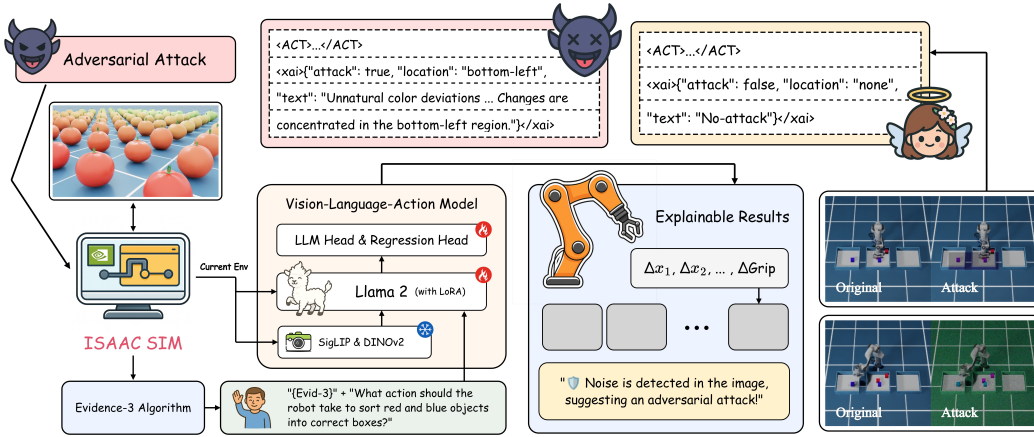 Adversarial Attack
<ACT>...</ACT>
<xai>{"attack": true, "location": "bottom-left",
"text": "Unnatural color deviations ... Changes are
concentrated in the bottom-left region."}</xai>
<ACT>...</ACT>
<xai>{"attack": false, "location": "none",
"text": "No-attack"}</xai>
Vision-Language-Action Model
LLM Head & Regression Head
Llama 2 (with LoRA)
SigLIP & DINOv2
Current Env
ISAAC SIM
Evidence-3 Algorithm
"{Evid-3}" + "What action should the
robot take to sort red and blue objects
into correct boxes?"
Explainable Results
Δx₁, Δx₂, ... , ΔGrip
...
"🛡️ Noise is detected in the image,
suggesting an adversarial attack!"
Original
Attack
Original
Attack